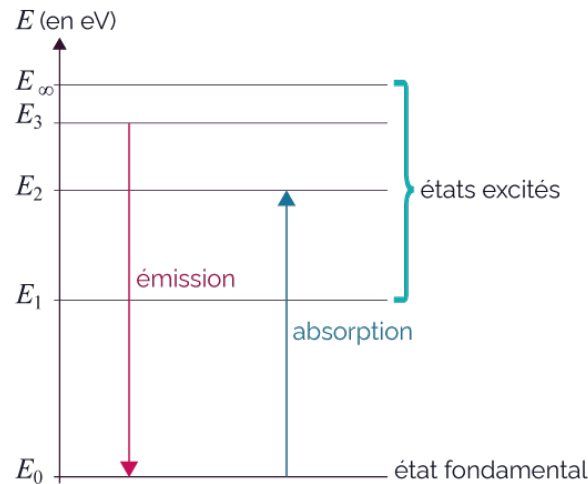 E (en eV)
E∞
E3
E2
états excités
émission
E1
absorption
E0
état fondamental